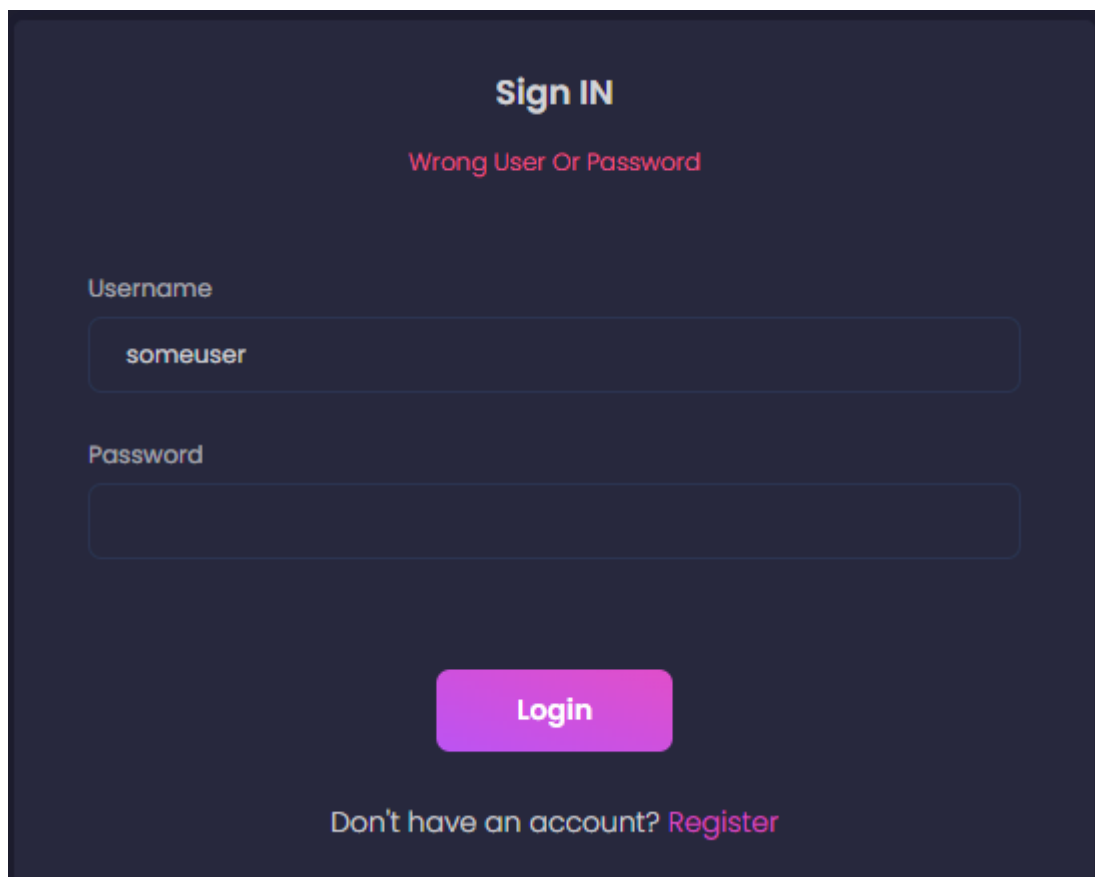 Sign IN
Wrong User Or Password
Username
someuser
Password
Login
Don't have an account? Register